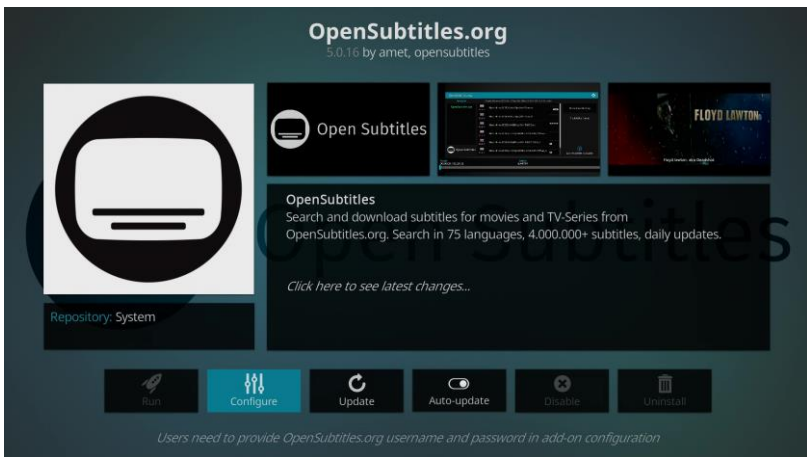 OpenSubtitles.org
5.0.16 by amet, opensubtitles
Open Subtitles
FLOYD LAWTON
OpenSubtitles
Search and download subtitles for movies and TV-Series from
OpenSubtitles.org. Search in 75 languages, 4.000.000+ subtitles, daily updates.
Click here to see latest changes...
Open Subtitles
Repository: System
Run
Configure
Update
Auto-update
Disable
Uninstall
Users need to provide OpenSubtitles.org username and password in add-on configuration